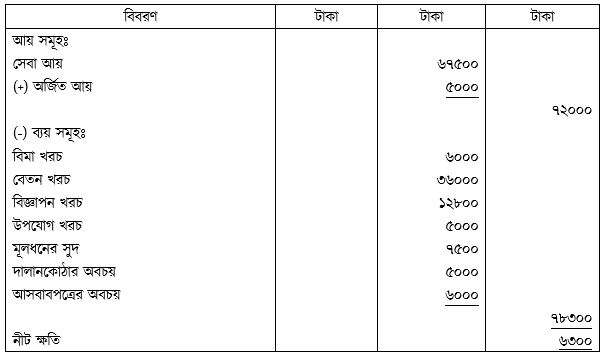 বিবরণ টাকা টাকা টাকা
আয় সমূহঃ
সেবা আয় ৬৭৫০০
(+) অর্জিত আয় ৫০০০
৭২০০০
(-) ব্যয় সমূহঃ
বিমা খরচ ৬০০০
বেতন খরচ ৩৬০০০
বিজ্ঞাপন খরচ ১২৮০০
উপযোগ খরচ ৫০০০
মূলধনের সুদ ৭৫০০
দালানকোঠার অবচয় ৫০০০
আসবাবপত্রের অবচয় ৬০০০
৭৮৩০০
নীট ক্ষতি ৬৩০০